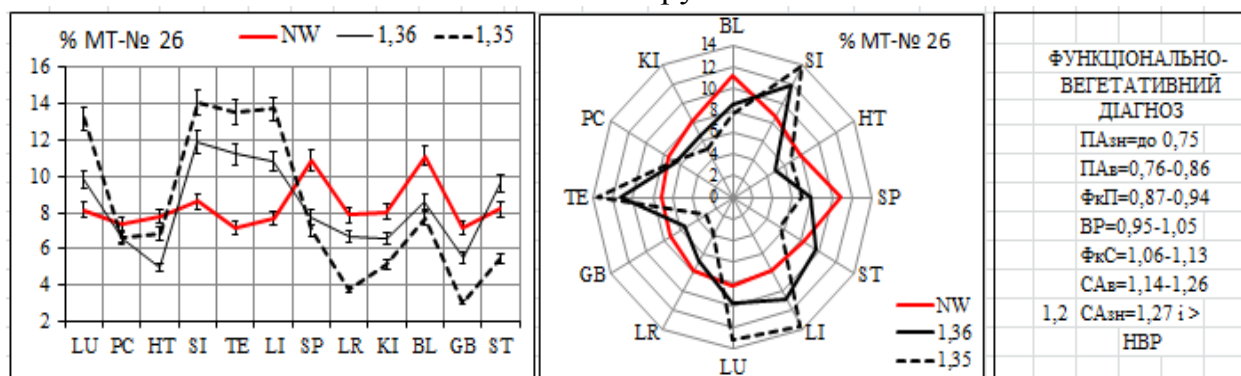 % МТ-№ 26 NW 1,36 1,35
16
14
12
10
8
6
4
2
LU PC HT SI TE LI SP LR KI BL GB ST
% МТ-№ 26
BL
SI
HT
SP
ST
LI
LU
LR
GB
TE
PC
KI
14
12
10
8
6
4
2
0
NW
1,36
1,35
ФУНКЦІОНАЛЬНО-
ВЕГЕТАТИВНИЙ
ДІАГНОЗ
ПАзн=до 0,75
ПАв=0,76-0,86
ФкП=0,87-0,94
ВР=0,95-1,05
ФкС=1,06-1,13
САв=1,14-1,26
1,2 САзн=1,27 і >
НВР